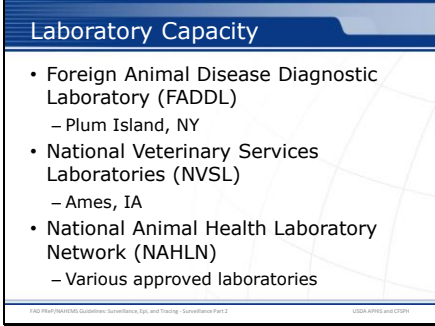 Laboratory Capacity
• Foreign Animal Disease Diagnostic
Laboratory (FADDL)
– Plum Island, NY
• National Veterinary Services
Laboratories (NVSL)
– Ames, IA
• National Animal Health Laboratory
Network (NAHLN)
– Various approved laboratories
FAD PReP/NAHEMS Guidelines: Surveillance, Epi, and Tracing - Surveillance Part 2 USDA APHIS and CFSPH